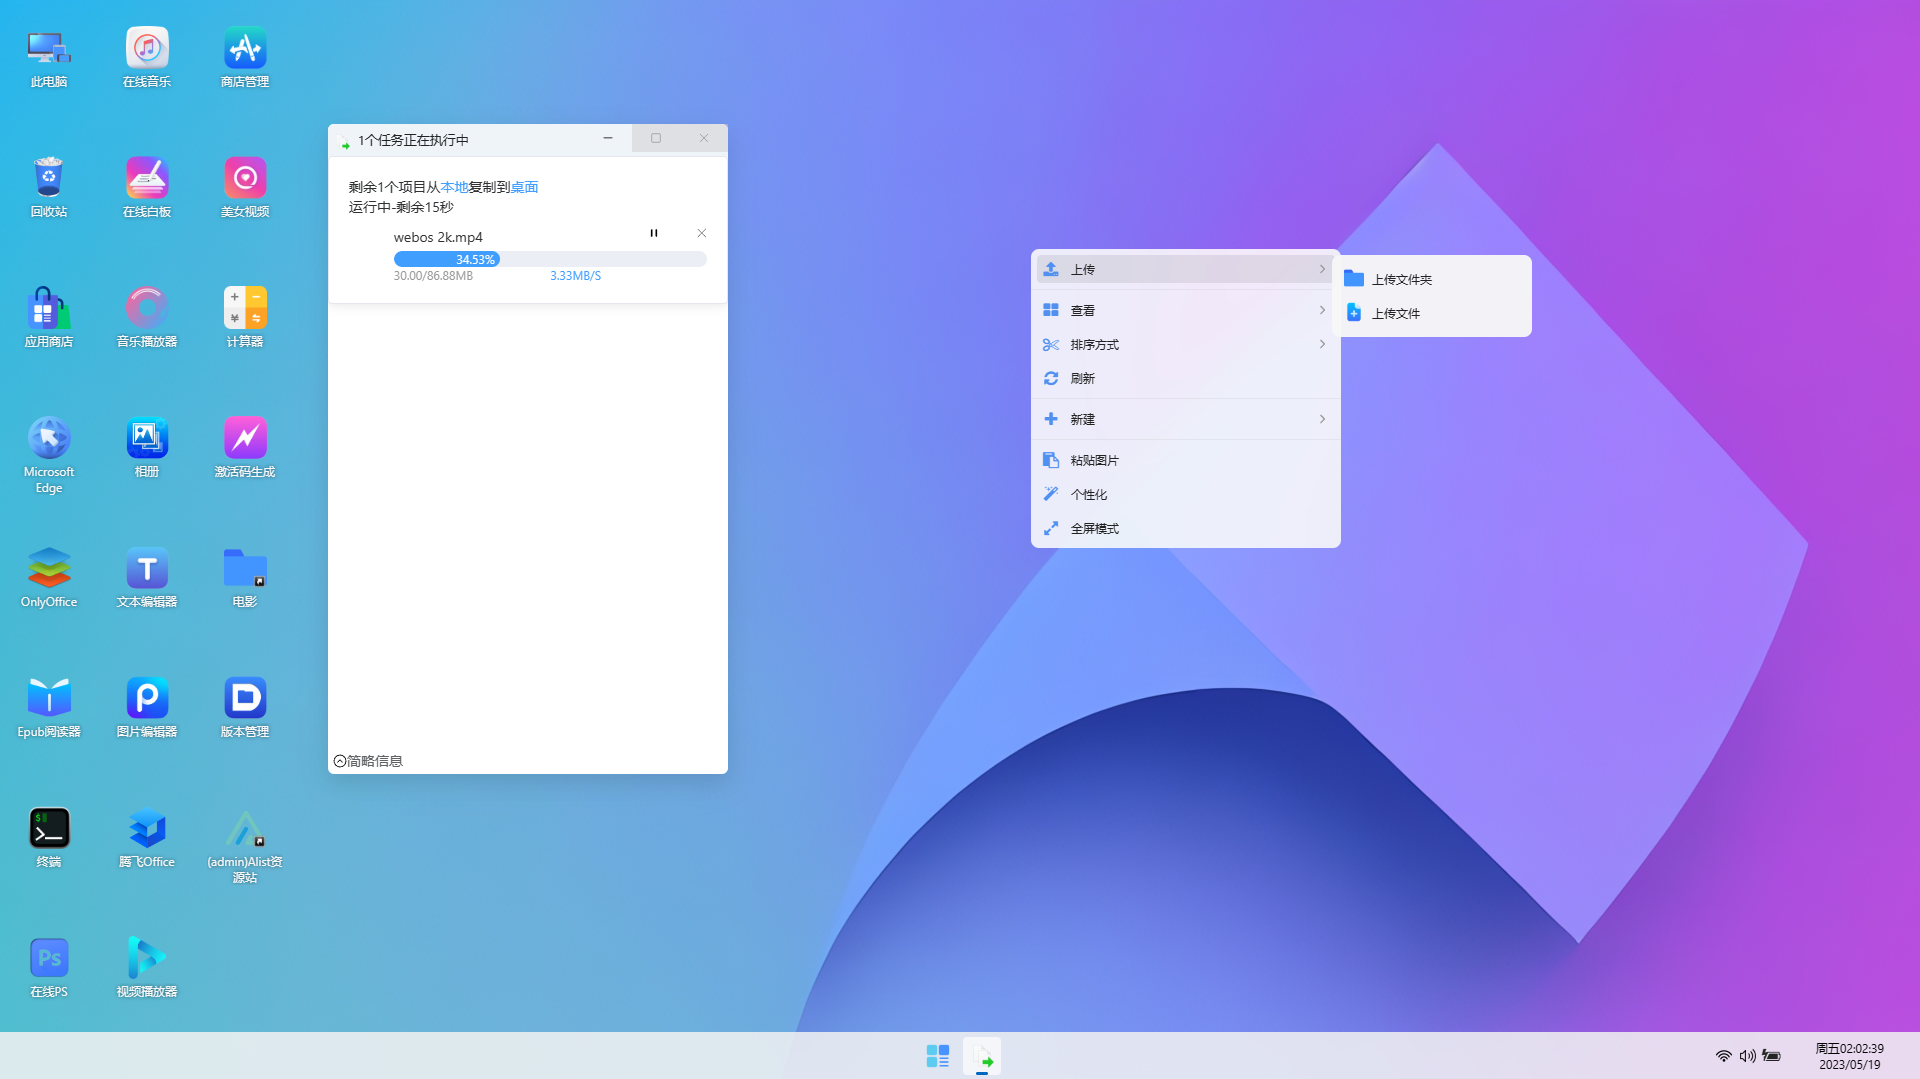 此电脑
在线音乐
商店管理
回收站
在线白板
美女视频
应用商店
音乐播放器
计算器
Microsoft
Edge
相册
激活码生成
OnlyOffice
文本编辑器
电影
Epub阅读器
图片编辑器
版本管理
终端
腾飞Office
(admin)Alist资
源站
在线PS
视频播放器
1个任务正在执行中
剩余1个项目从本地复制到桌面
运行中-剩余15秒
webos 2k.mp4
34.53%
30.00/86.88MB
3.33MB/S
简略信息
上传
查看
排序方式
刷新
新建
粘贴图片
个性化
全屏模式
上传文件夹
上传文件
周五02:02:39
2023/05/19